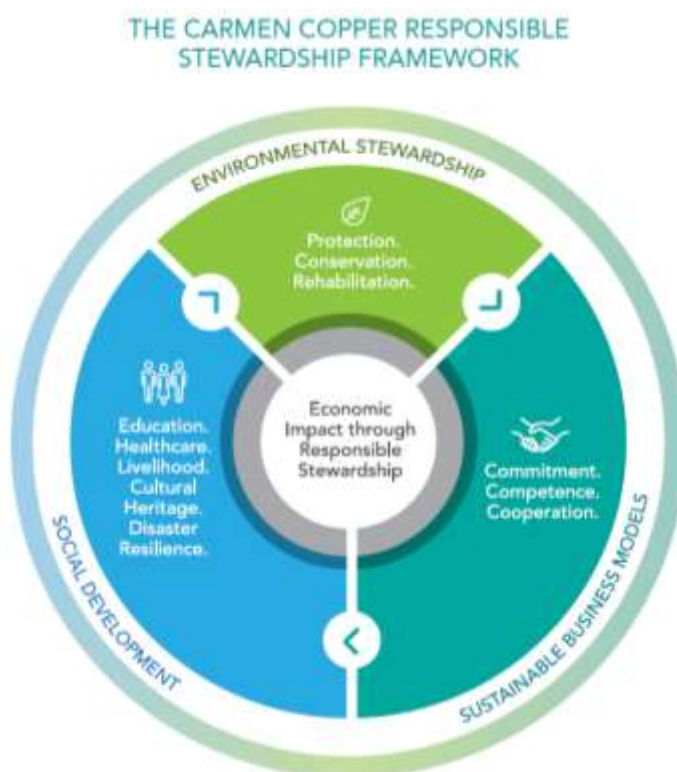 THE CARMEN COPPER RESPONSIBLE
STEWARDSHIP FRAMEWORK
ENVIRONMENTAL STEWARDSHIP
Protection.
Conservation.
Rehabilitation.
Education.
Healthcare.
Livelihood.
Cultural
Heritage.
Disaster
Resilience.
Economic
Impact through
Responsible
Stewardship
Commitment.
Competence.
Cooperation.
SOCIAL DEVELOPMENT
SUSTAINABLE BUSINESS MODELS